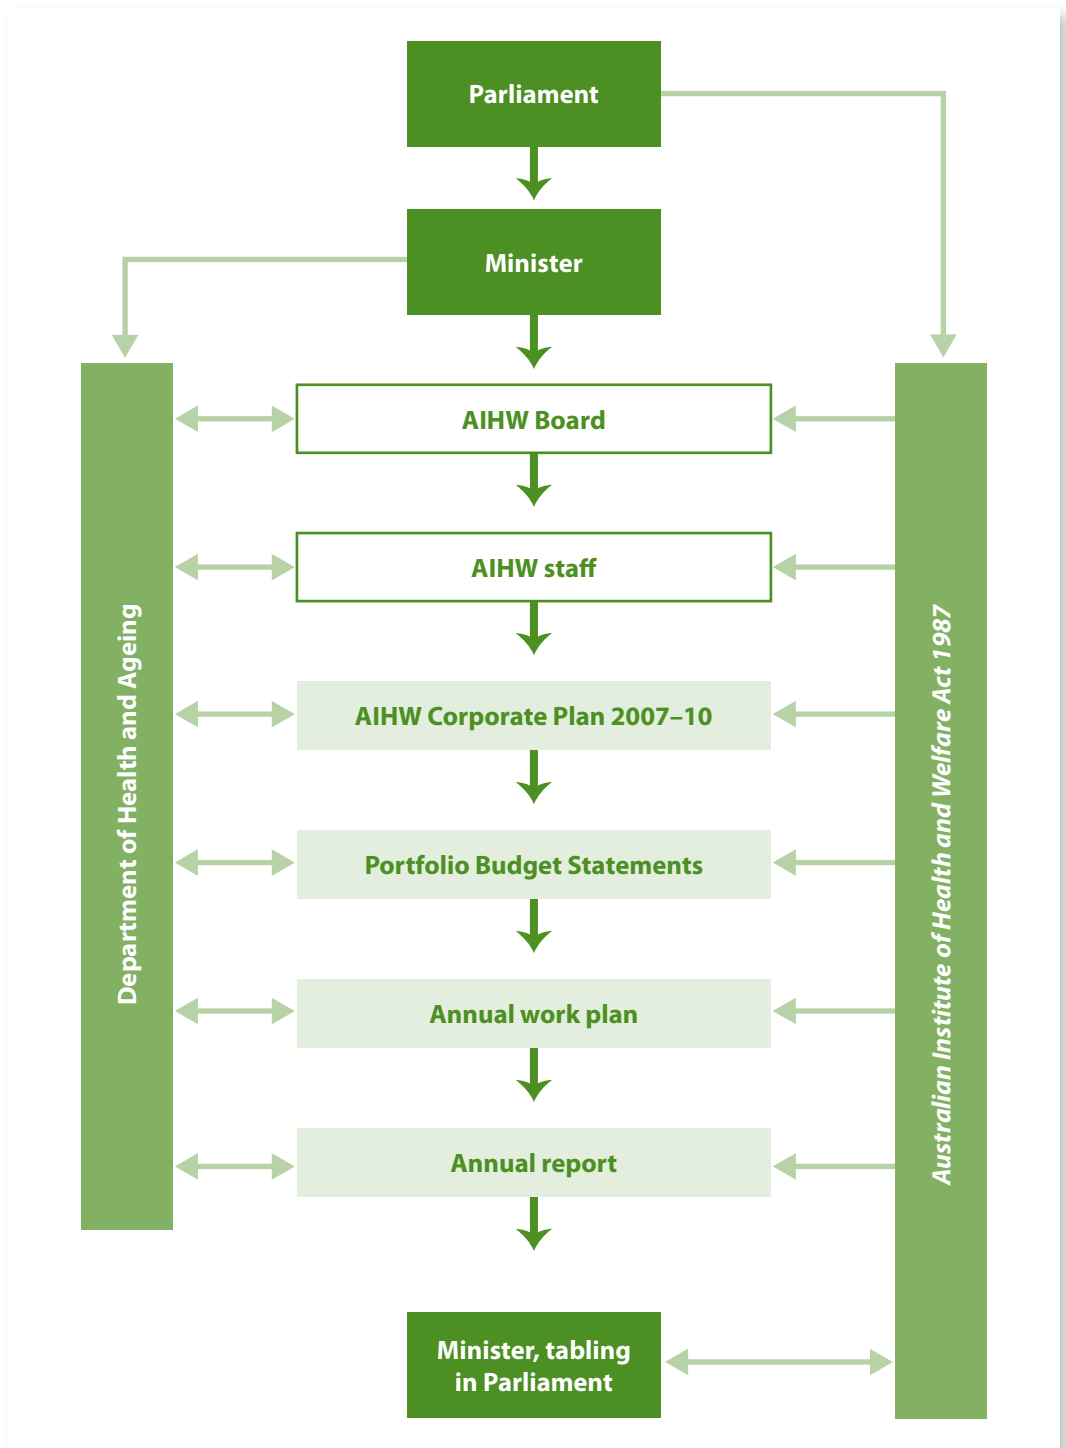 Parliament
Minister
AIHW Board
AIHW staff
AIHW Corporate Plan 2007–10
Portfolio Budget Statements
Annual work plan
Annual report
Minister, tabling
in Parliament
Department of Health and Ageing
Australian Institute of Health and Welfare Act 1987